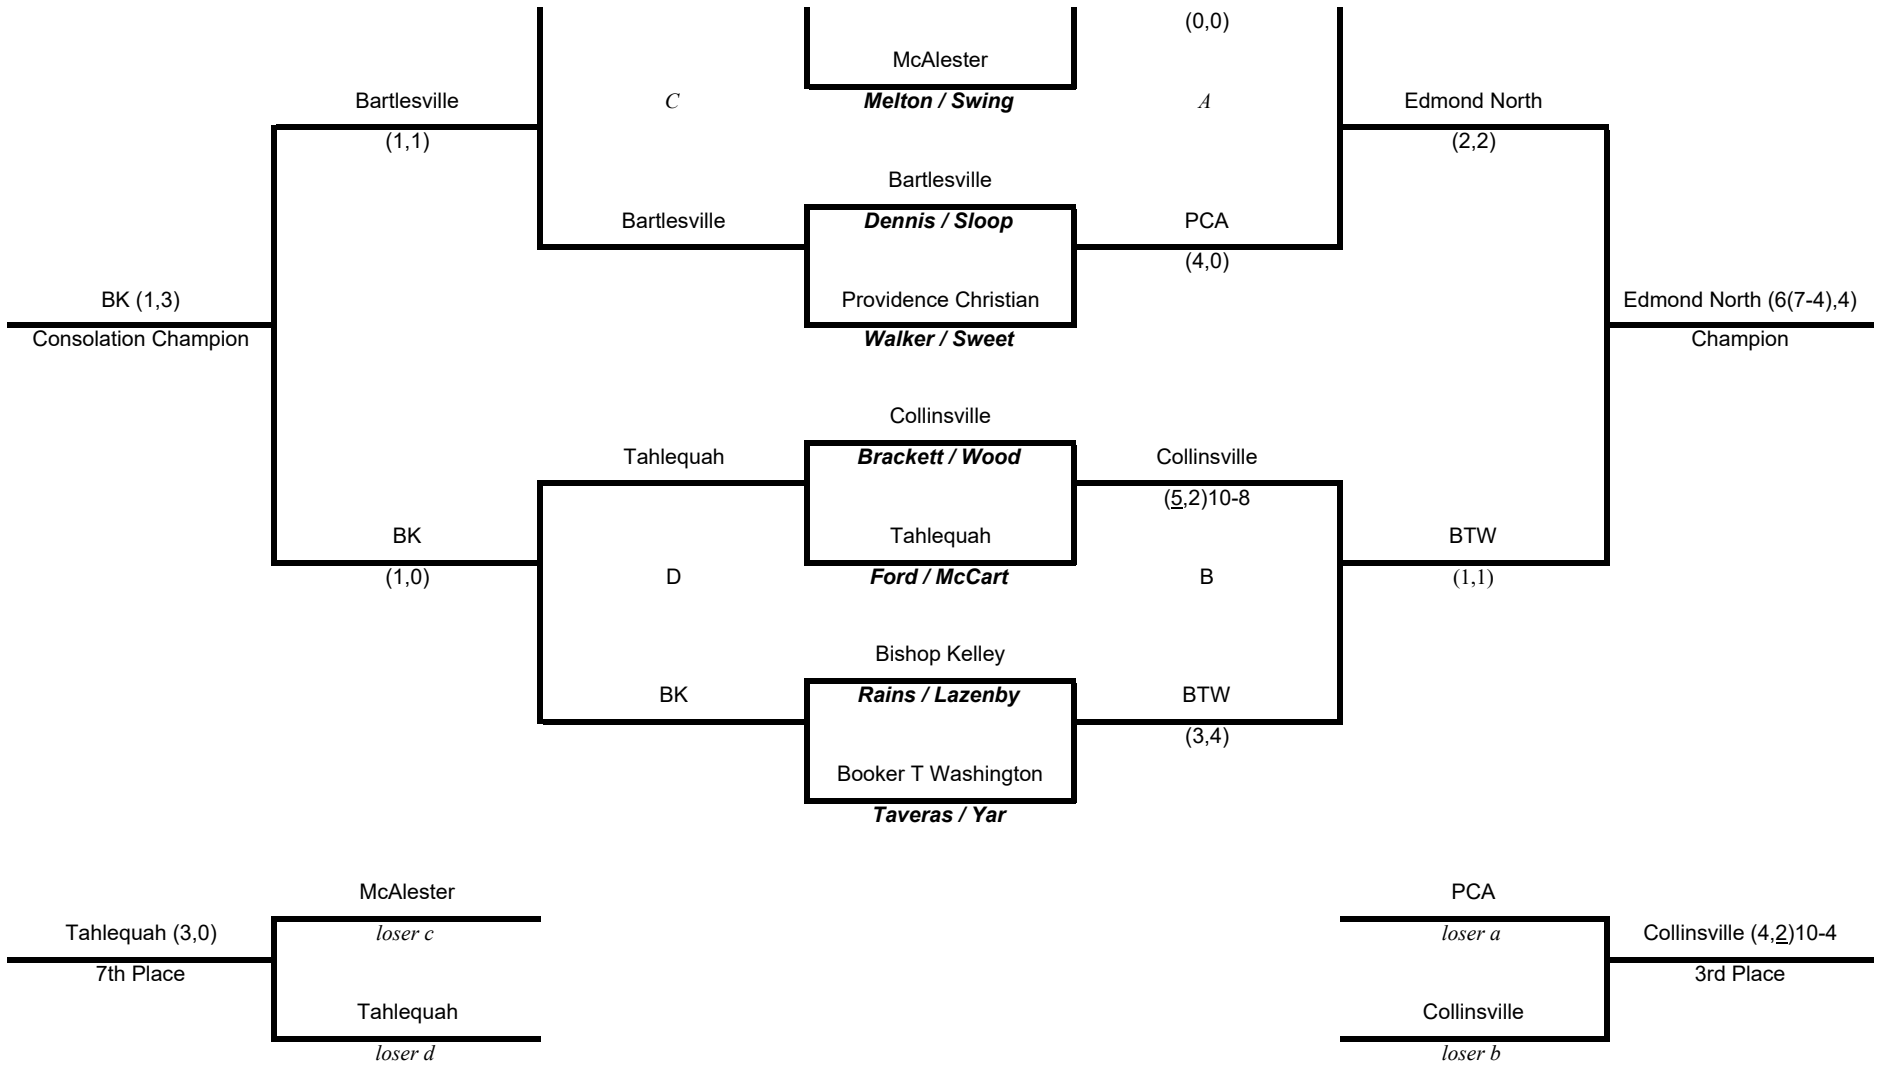 (0,0)
McAlester
Bartlesville C Melton / Swing A Edmond North
(1,1) (2,2)
Bartlesville
Bartlesville Dennis / Sloop PCA
(4,0)
BK (1,3) Providence Christian Edmond North (6(7-4),4)
Consolation Champion Walker / Sweet Champion
Collinsville
Tahlequah Brackett / Wood Collinsville
(5,2)10-8
BK Tahlequah BTW
(1,0) D Ford / McCart B (1,1)
Bishop Kelley
BK Rains / Lazenby BTW
(3,4)
Booker T Washington
Taveras / Yar
McAlester PCA
Tahlequah (3,0) loser c loser a Collinsville (4,2)10-4
7th Place 3rd Place
Tahlequah Collinsville
loser d loser b